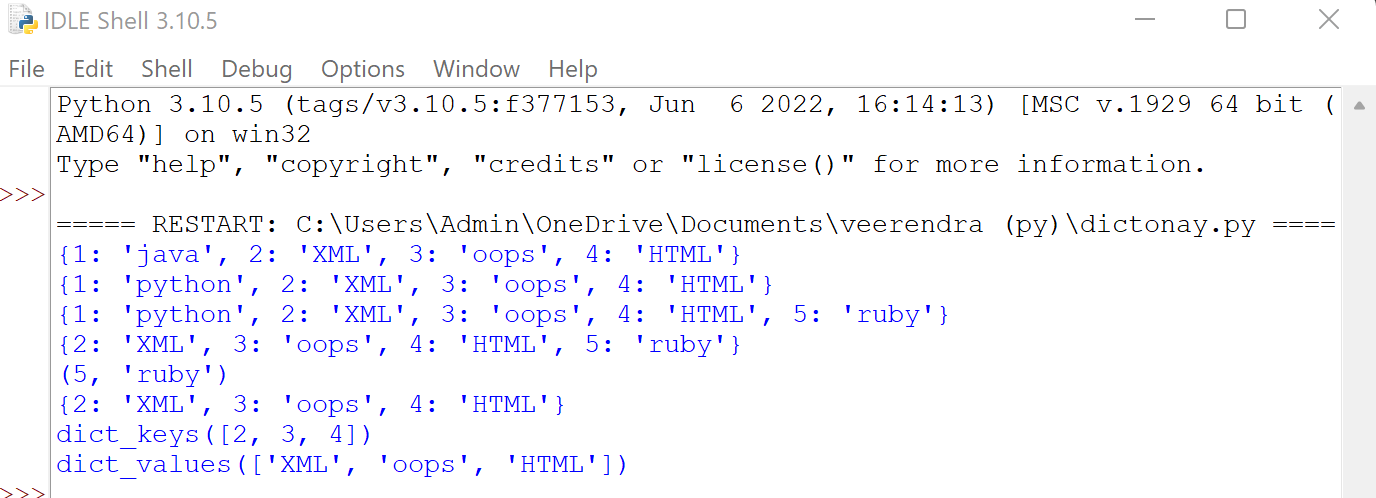 IDLE Shell 3.10.5
File Edit Shell Debug Options Window Help
Python 3.10.5 (tags/v3.10.5:f377153, Jun  6 2022, 16:14:13) [MSC v.1929 64 bit (
AMD64)] on win32
Type "help", "copyright", "credits" or "license()" for more information.
>>>
===== RESTART: C:\Users\Admin\OneDrive\Documents\veerendra (py)\dictonay.py ====
{1: 'java', 2: 'XML', 3: 'oops', 4: 'HTML'}
{1: 'python', 2: 'XML', 3: 'oops', 4: 'HTML'}
{1: 'python', 2: 'XML', 3: 'oops', 4: 'HTML', 5: 'ruby'}
{2: 'XML', 3: 'oops', 4: 'HTML', 5: 'ruby'}
(5, 'ruby')
{2: 'XML', 3: 'oops', 4: 'HTML'}
dict_keys([2, 3, 4])
dict_values(['XML', 'oops', 'HTML'])
>>>